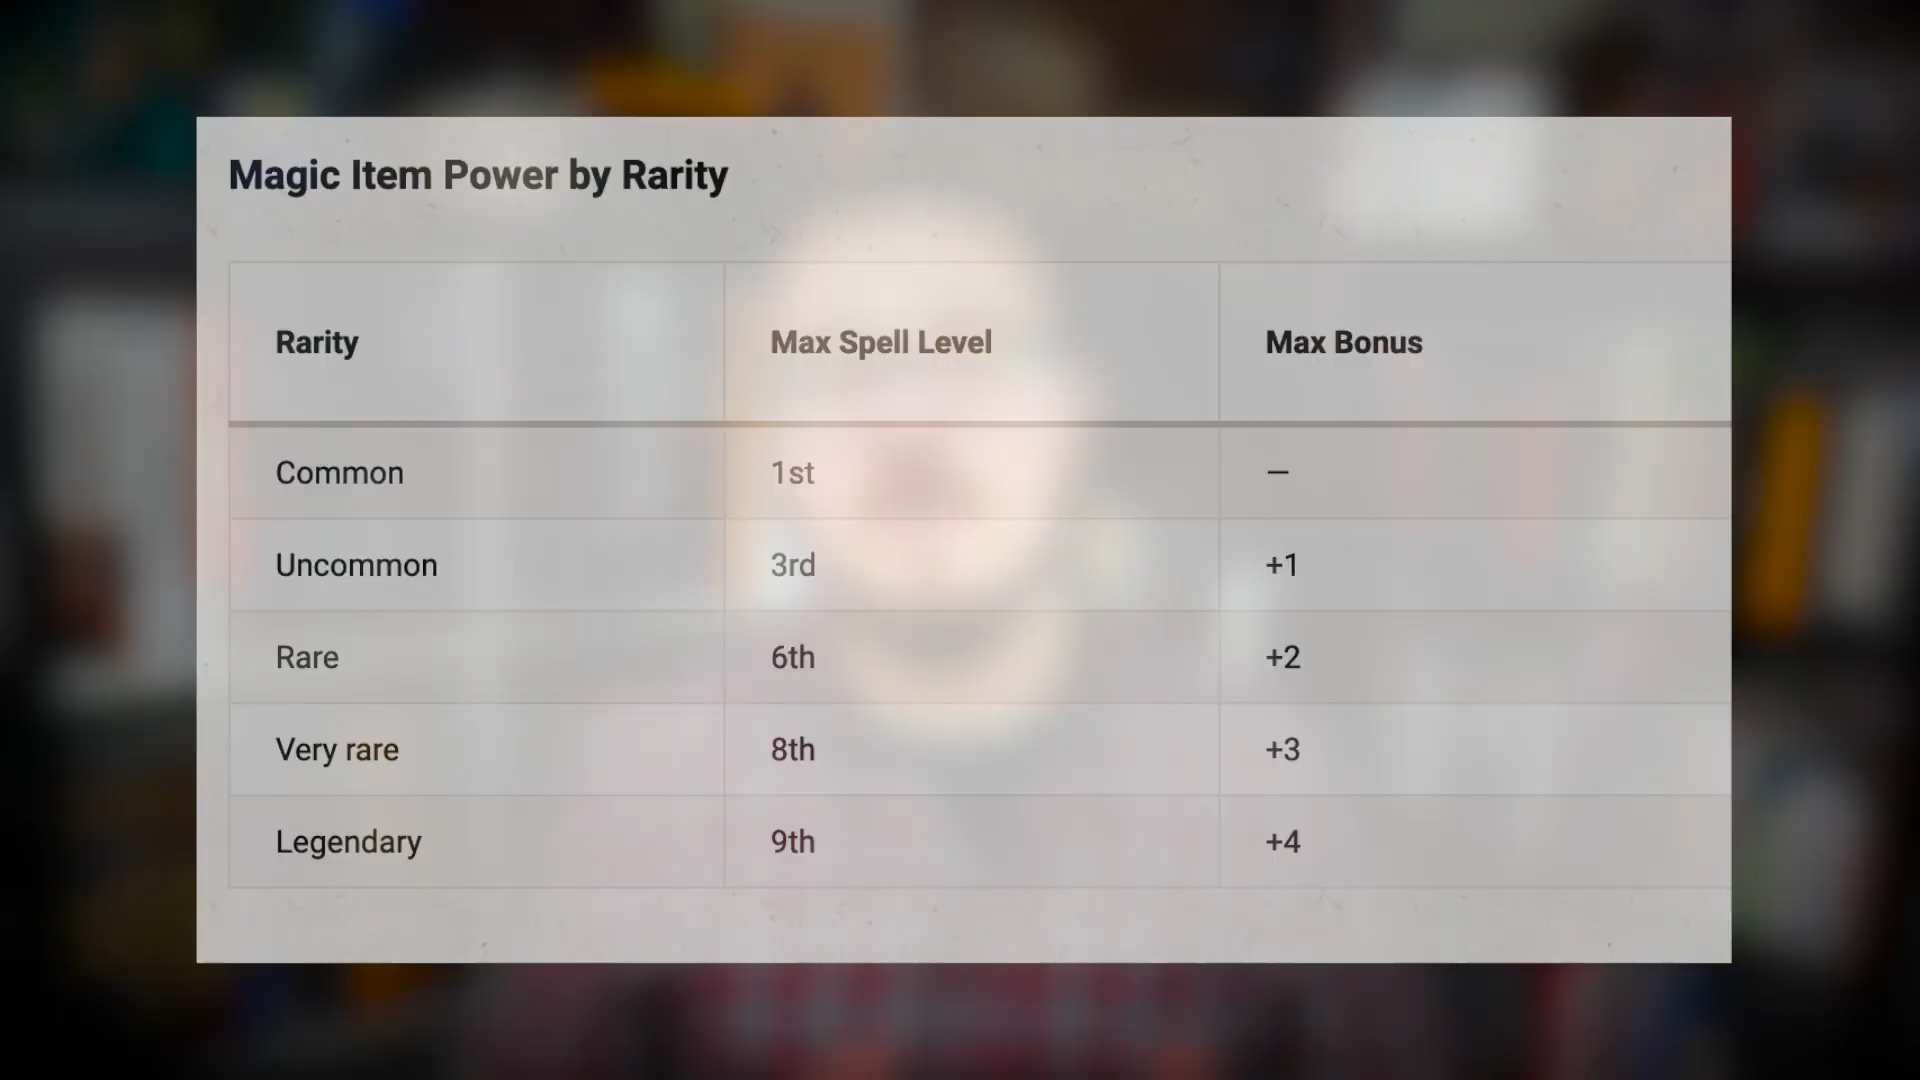 Magic Item Power by Rarity
Rarity Max Spell Level Max Bonus
Common 1st —
Uncommon 3rd +1
Rare 6th +2
Very rare 8th +3
Legendary 9th +4